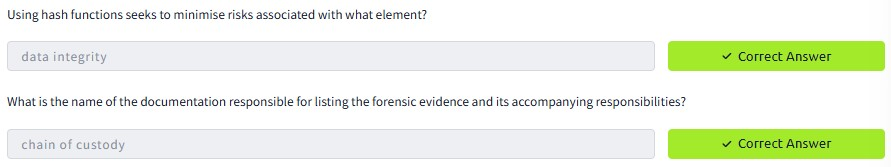 Using hash functions seeks to minimise risks associated with what element?
data integrity
✓ Correct Answer
What is the name of the documentation responsible for listing the forensic evidence and its accompanying responsibilities?
chain of custody
✓ Correct Answer